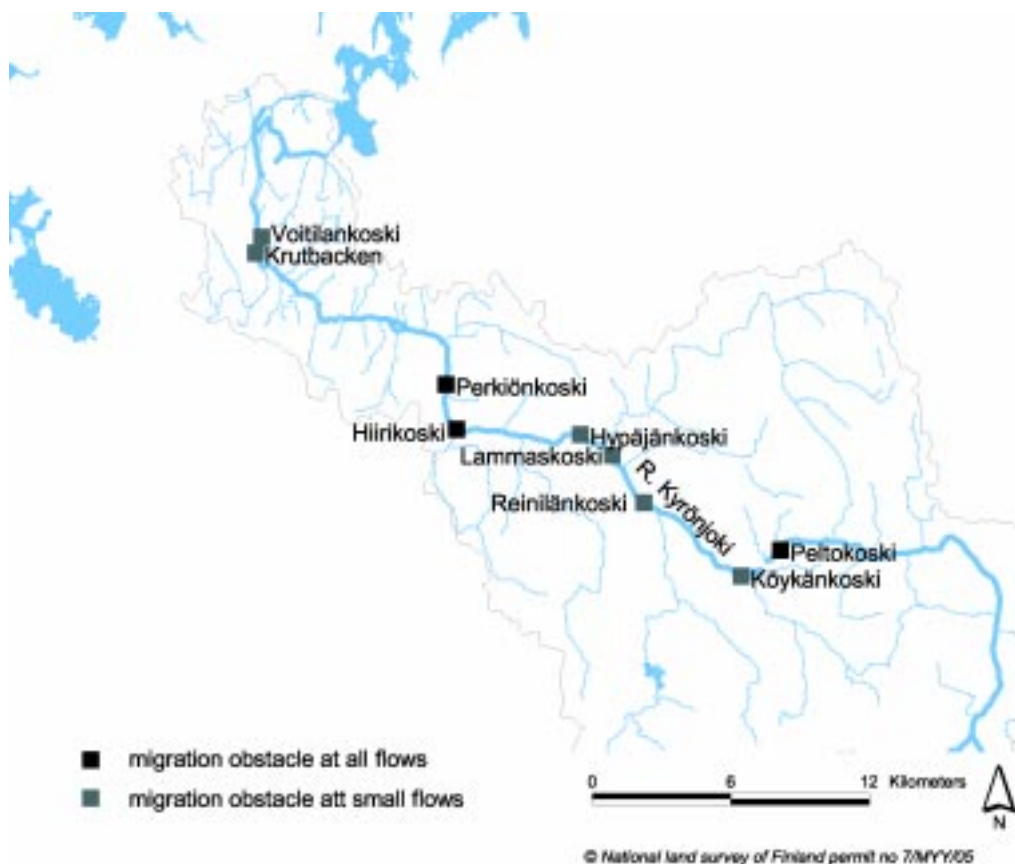 Voitilankoski
Krutbacken
Perkiönkoski
Hiirikoski
Hypäjänkoski
Lammaskoski
R. Kyrönjoki
Reinilänkoski
Peltokoski
Köykänkoski
migration obstacle at all flows
migration obstacle att small flows
0 6 12 Kilometers
N
© National land survey of Finland permit no 7/MYY/05